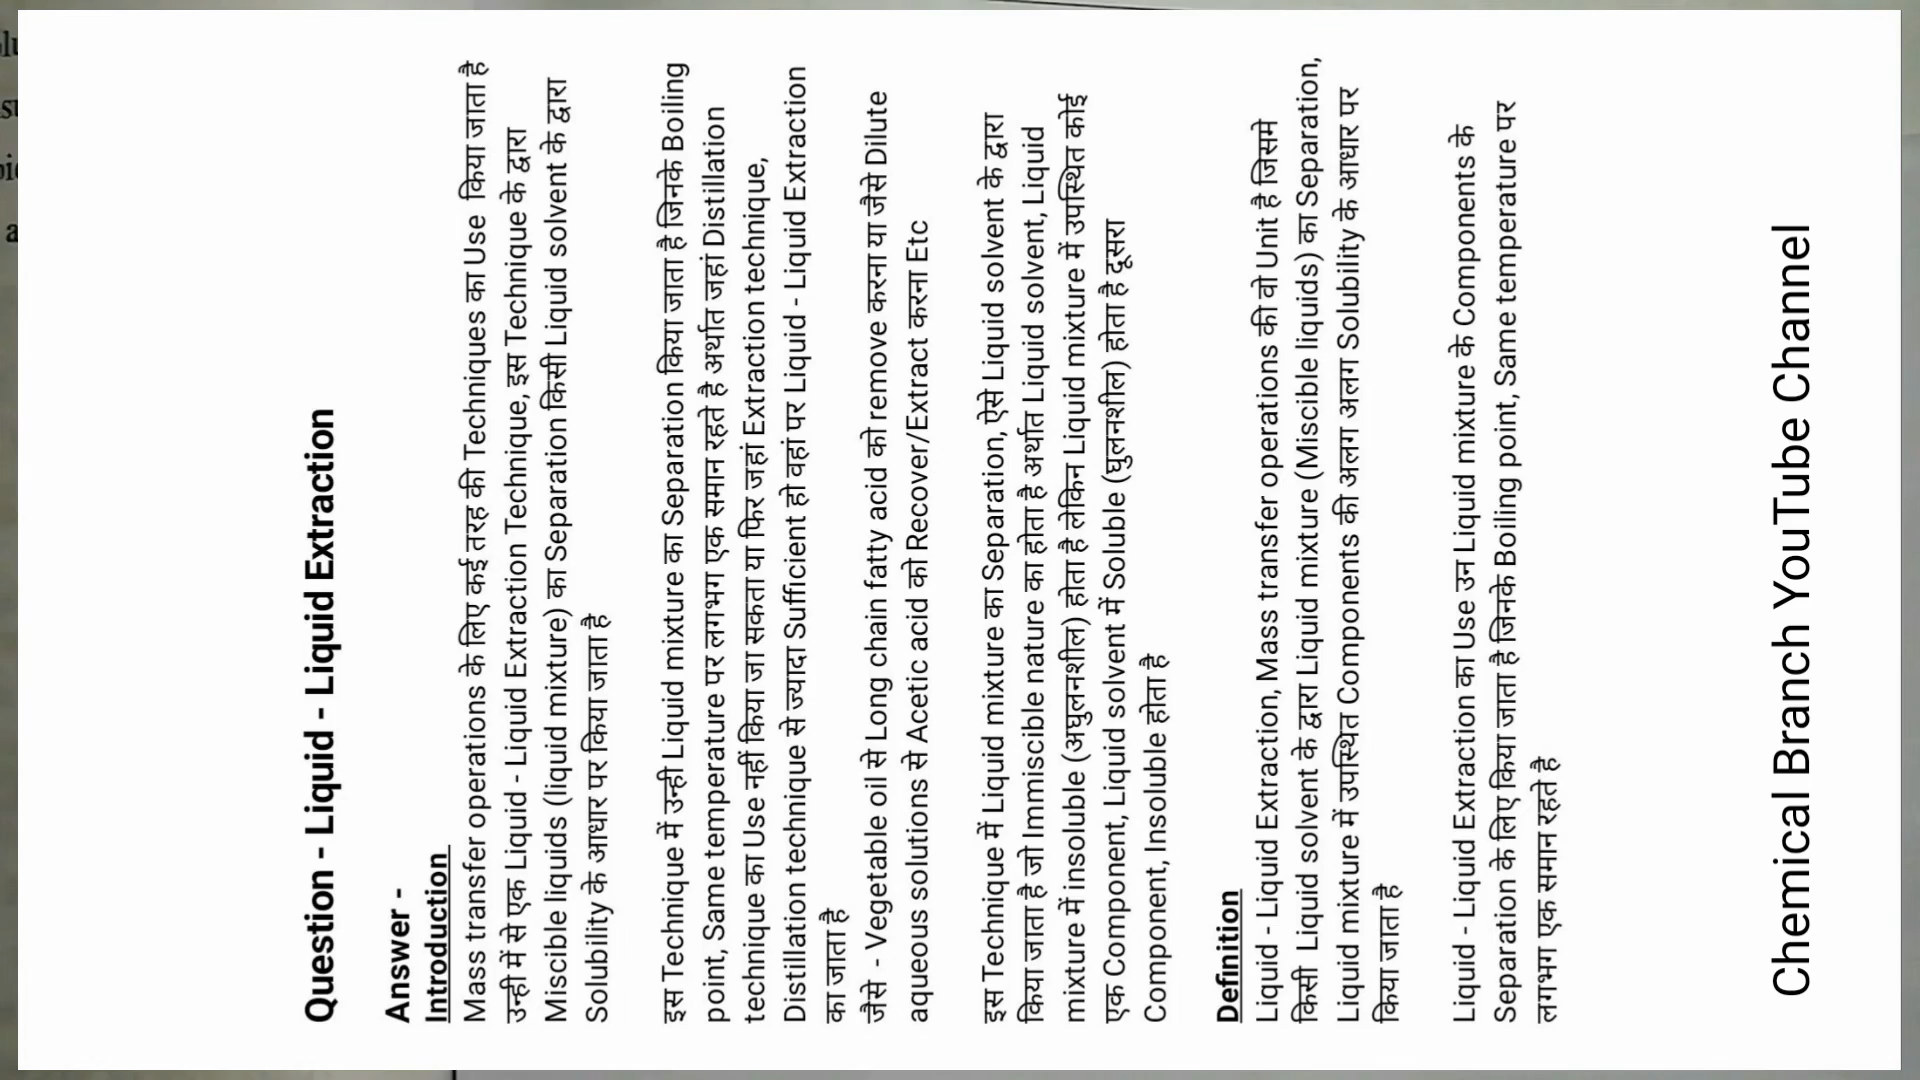 Question - Liquid - Liquid Extraction
Answer -
Introduction
Mass transfer operations के लिए कई तरह की Techniques का Use किया जाता है
उन्ही में से एक Liquid - Liquid Extraction Technique, इस Technique के द्वारा
Miscible liquids (liquid mixture) का Separation किसी Liquid solvent के द्वारा
Solubility के आधार पर किया जाता है
इस Technique में उन्ही Liquid mixture का Separation किया जाता है जिनके Boiling
point, Same temperature पर लगभग एक समान रहते है अर्थात जहां Distillation
technique का Use नहीं किया जा सकता या फिर जहां Extraction technique,
Distillation technique से ज्यादा Sufficient हो वहां पर Liquid - Liquid Extraction
का जाता है
जैसे - Vegetable oil से Long chain fatty acid को remove करना या जैसे Dilute
aqueous solutions से Acetic acid को Recover/Extract करना Etc
इस Technique में Liquid mixture का Separation, ऐसे Liquid solvent के द्वारा
किया जाता है जो Immiscible nature का होता है अर्थात Liquid solvent, Liquid
mixture में insoluble (अघुलनशील) होता है लेकिन Liquid mixture में उपस्थित कोई
एक Component, Liquid solvent में Soluble (घुलनशील) होता है दूसरा
Component, Insoluble होता है
Definition
Liquid - Liquid Extraction, Mass transfer operations की वो Unit है जिसमे
किसी Liquid solvent के द्वारा Liquid mixture (Miscible liquids) का Separation,
Liquid mixture में उपस्थित Components की अलग अलग Solubility के आधार पर
किया जाता है
Liquid - Liquid Extraction का Use उन Liquid mixture के Components के
Separation के लिए किया जाता है जिनके Boiling point, Same temperature पर
लगभग एक समान रहते है
Chemical Branch YouTube Channel